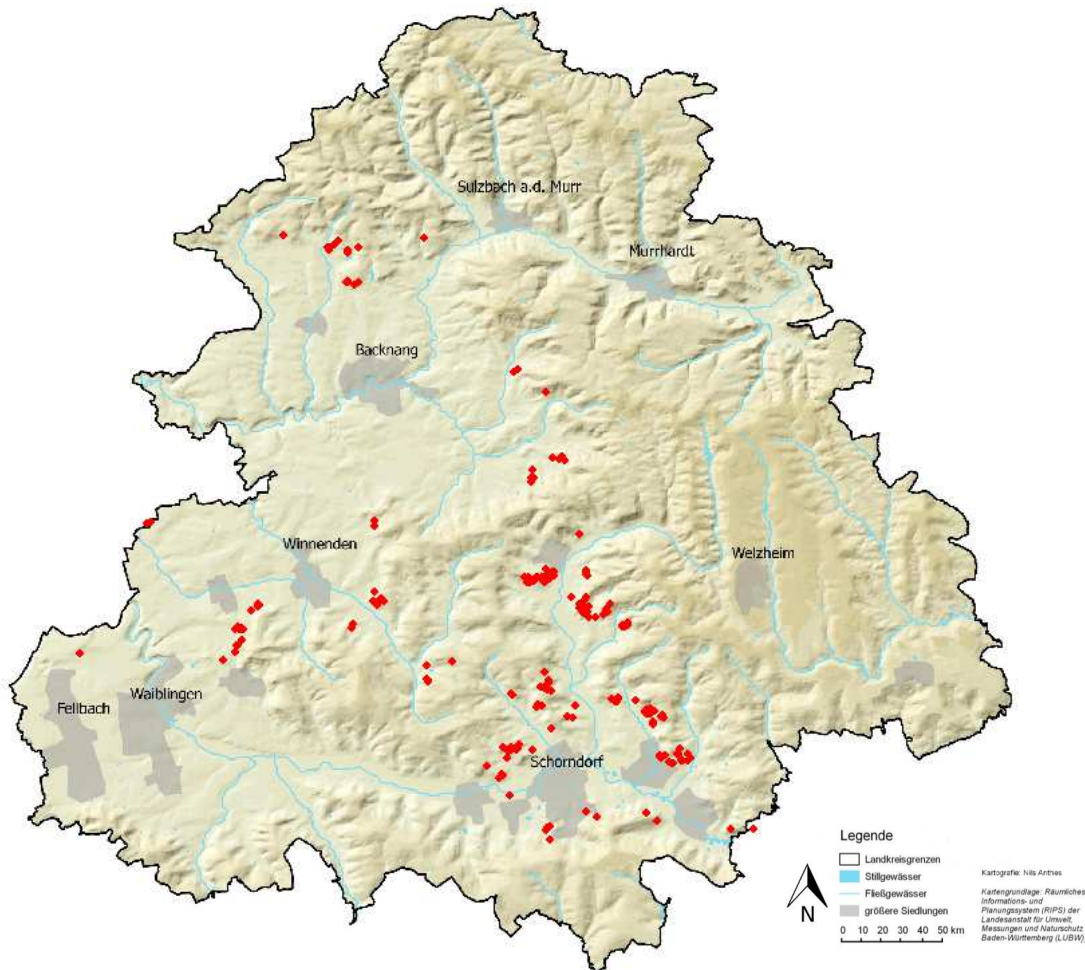 Sulzbach a.d. Murr
Murrhardt
Backnang
Winnenden
Welzheim
Waiblingen
Fellbach
Schorndorf
Legende
Landkreisgrenzen
Stillgewässer
Fließgewässer
größere Siedlungen
0 10 20 30 40 50 km
N
Kartografie: Nils Anthes
Kartengrundlage: Räumliches
Informations- und
Planungssystem (RIPS) der
Landesanstalt für Umwelt,
Messungen und Naturschutz
Baden-Württemberg (LUBW)